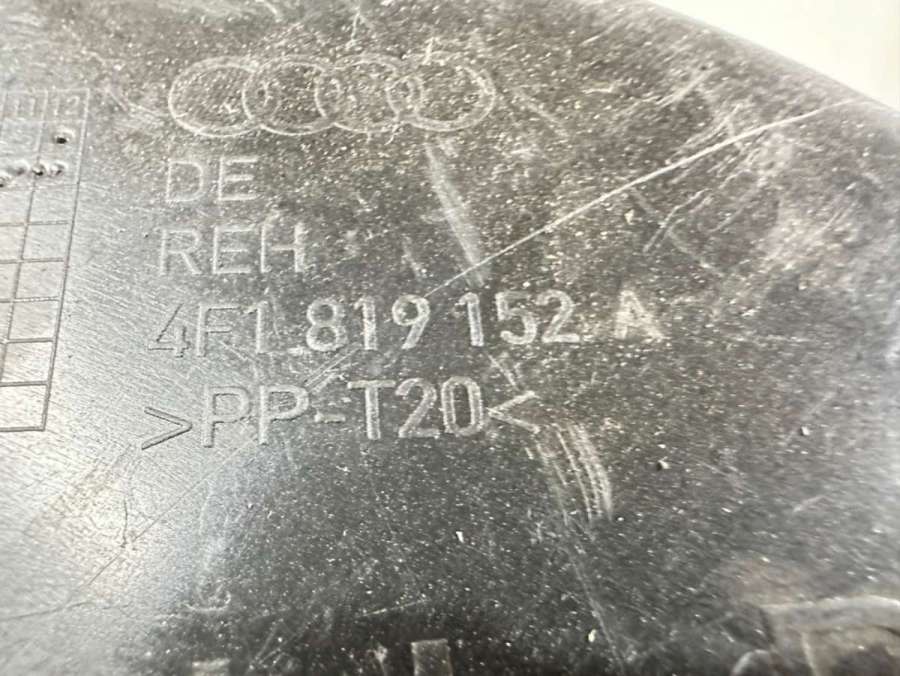 DE
REH
4F1 819 152 A
>PP-T20<